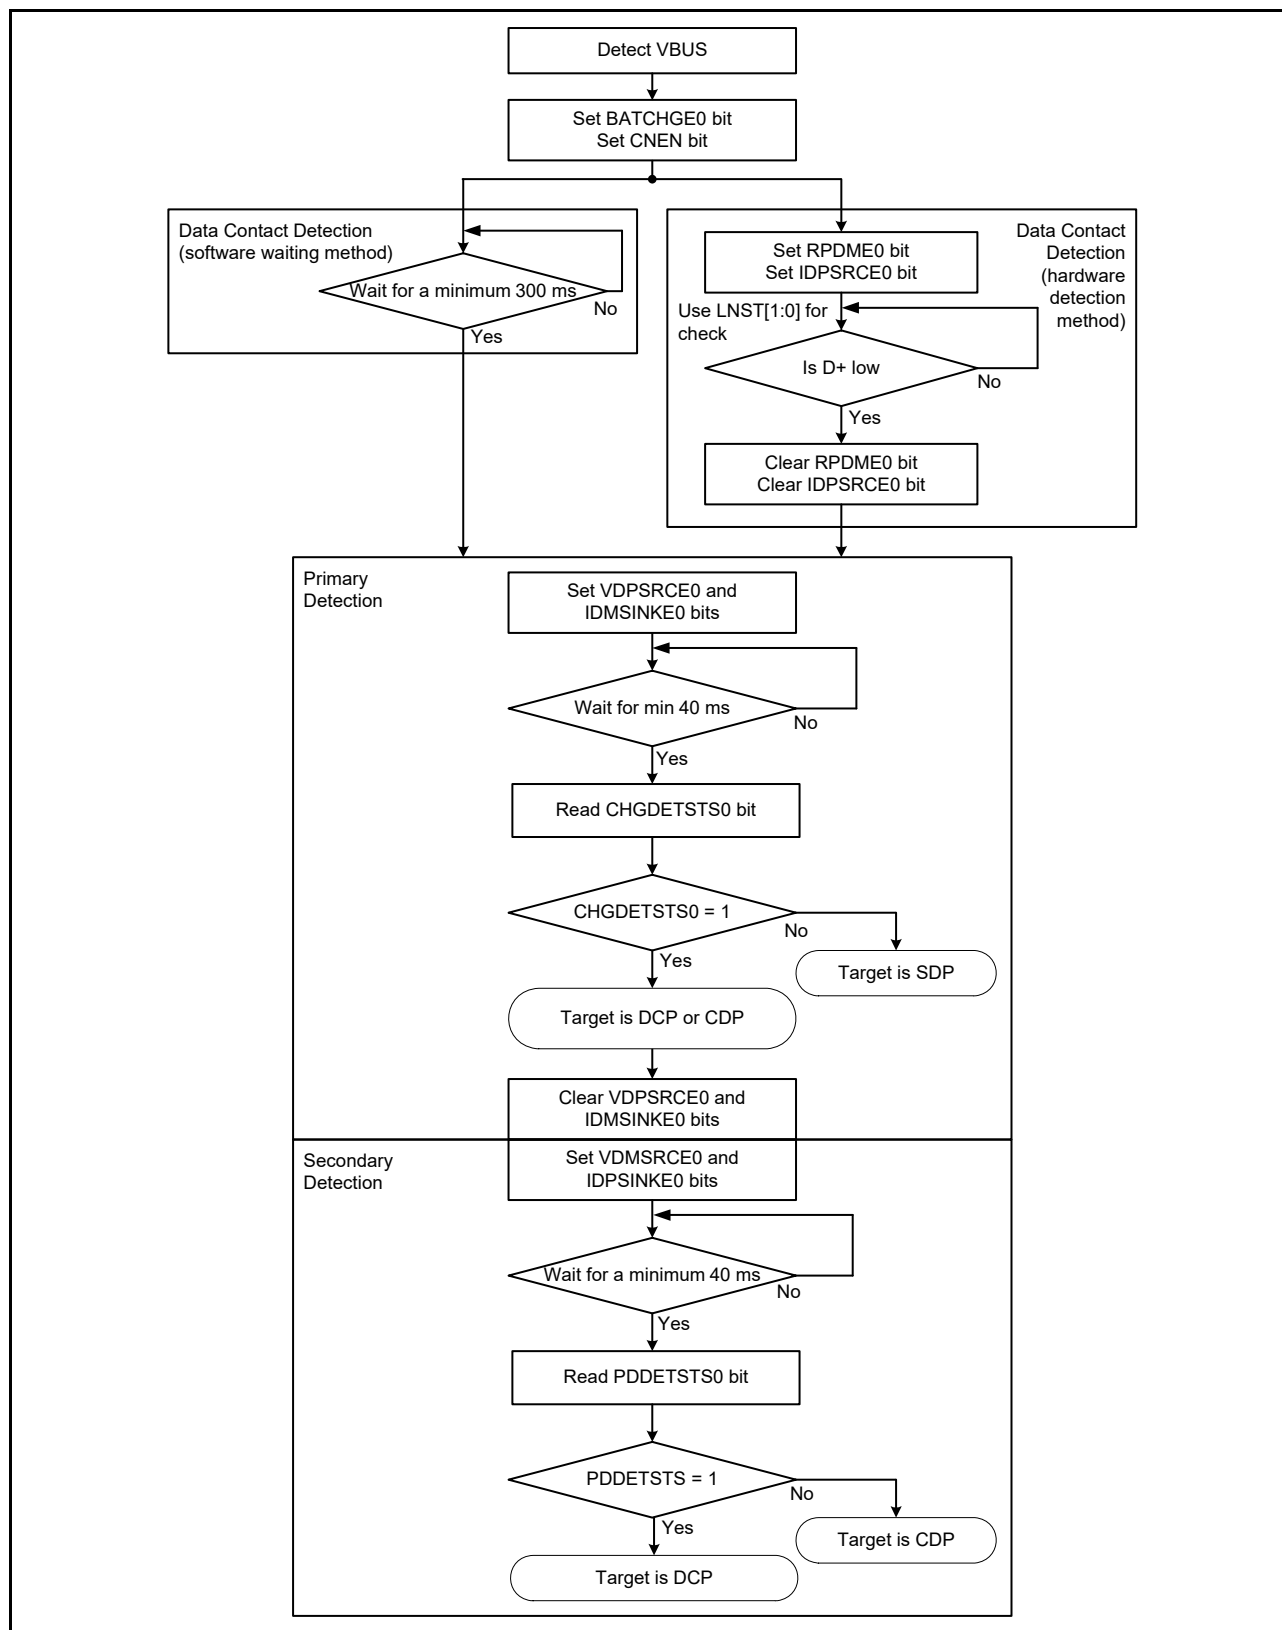 Detect VBUS
Set BATCHGE0 bit
Set CNEN bit
Data Contact Detection
(software waiting method)
Wait for a minimum 300 ms
No
Yes
Data Contact
Detection
(hardware
detection
method)
Set RPDME0 bit
Set IDPSRCE0 bit
Use LNST[1:0] for
check
Is D+ low
No
Yes
Clear RPDME0 bit
Clear IDPSRCE0 bit
Primary
Detection
Set VDPSRCE0 and
IDMSINKE0 bits
Wait for min 40 ms
No
Yes
Read CHGDETSTS0 bit
CHGDETSTS0 = 1
No
Yes
Target is SDP
Target is DCP or CDP
Clear VDPSRCE0 and
IDMSINKE0 bits
Secondary
Detection
Set VDMSRCE0 and
IDPSINKE0 bits
Wait for a minimum 40 ms
No
Yes
Read PDDETSTS0 bit
PDDETSTS = 1
No
Yes
Target is CDP
Target is DCP